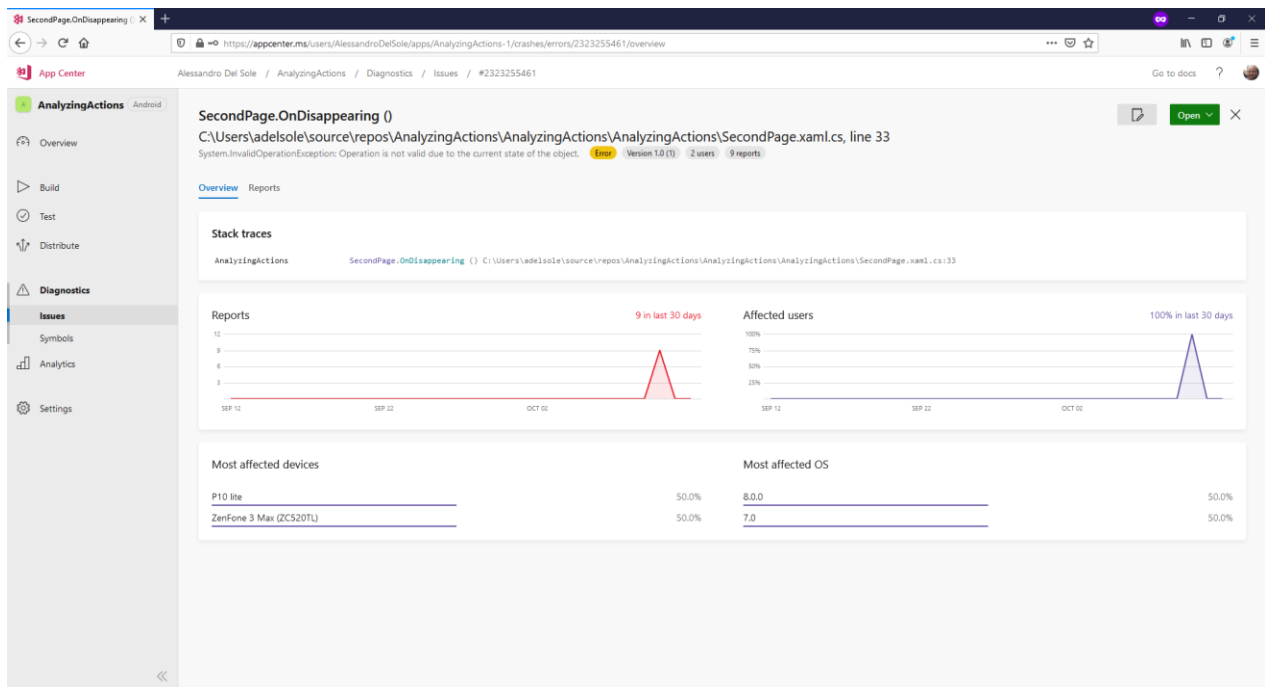 SecondPage.OnDisappearing ()
https://appcenter.ms/users/AlessandroDelSole/apps/AnalyzingActions-1/crashes/errors/2323255461/overview
App Center
Alessandro Del Sole / AnalyzingActions / Diagnostics / Issues / #2323255461
Go to docs ?
A AnalyzingActions Android
Overview
Build
Test
Distribute
Diagnostics
Issues
Symbols
Analytics
Settings
SecondPage.OnDisappearing ()
Open
C:\Users\adelsole\source\repos\AnalyzingActions\AnalyzingActions\AnalyzingActions\SecondPage.xaml.cs, line 33
System.InvalidOperationException: Operation is not valid due to the current state of the object. Error Version 1.0 (1) 2 users 9 reports
Overview Reports
Stack traces
AnalyzingActions SecondPage.OnDisappearing () C:\Users\adelsole\source\repos\AnalyzingActions\AnalyzingActions\AnalyzingActions\SecondPage.xaml.cs:33
Reports 9 in last 30 days
12
9
6
3
SEP 12 SEP 22 OCT 02
Affected users 100% in last 30 days
100%
75%
50%
25%
SEP 12 SEP 22 OCT 02
Most affected devices
P10 lite 50.0%
ZenFone 3 Max (ZC520TL) 50.0%
Most affected OS
8.0.0 50.0%
7.0 50.0%